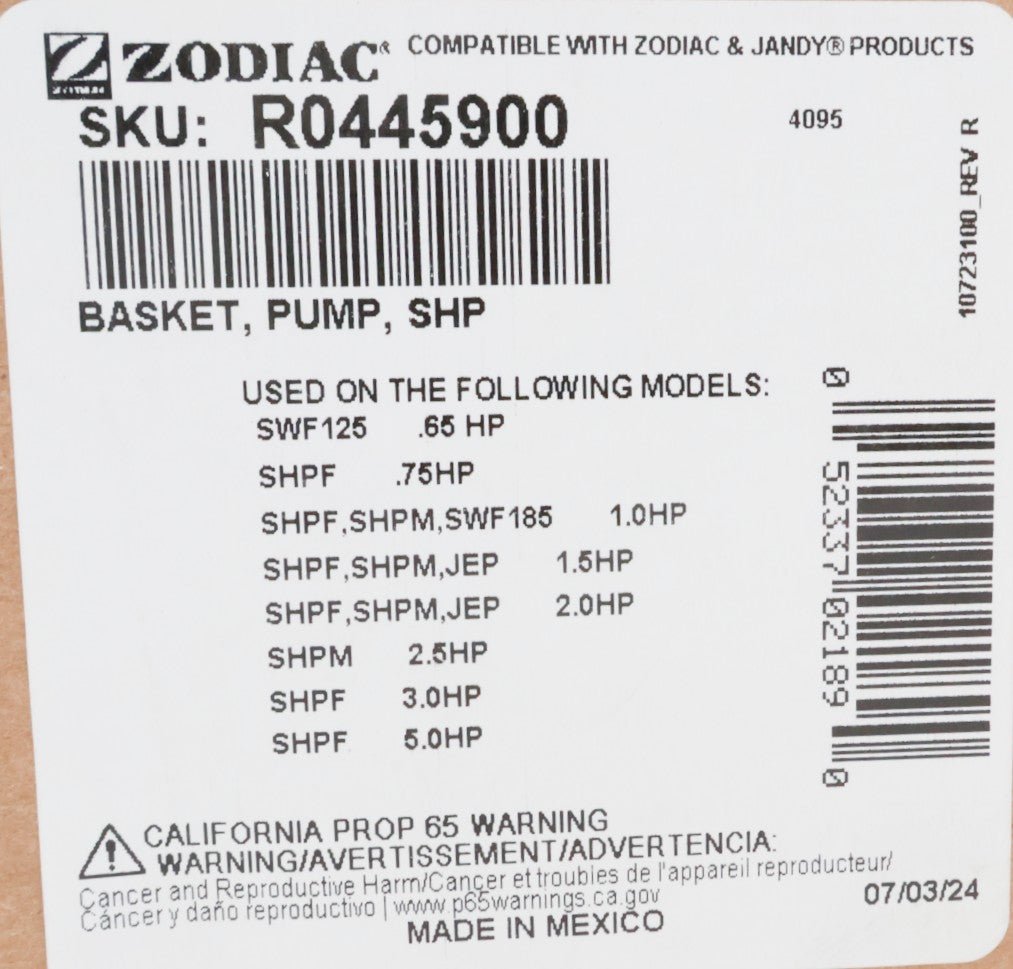 ZODIAC® COMPATIBLE WITH ZODIAC & JANDY® PRODUCTS
SKU: R0445900
4095
10723100_REV R
BASKET, PUMP, SHP
USED ON THE FOLLOWING MODELS:
SWF125 .65 HP
SHPF .75HP
SHPF,SHPM,SWF185 1.0HP
SHPF,SHPM,JEP 1.5HP
SHPF,SHPM,JEP 2.0HP
SHPM 2.5HP
SHPF 3.0HP
SHPF 5.0HP
0 52337 02189 0
CALIFORNIA PROP 65 WARNING
WARNING/AVERTISSEMENT/ADVERTENCIA:
Cancer and Reproductive Harm/Cancer et troubles de l'appareil reproducteur/
Cáncer y daño reproductivo | www.p65warnings.ca.gov
07/03/24
MADE IN MEXICO